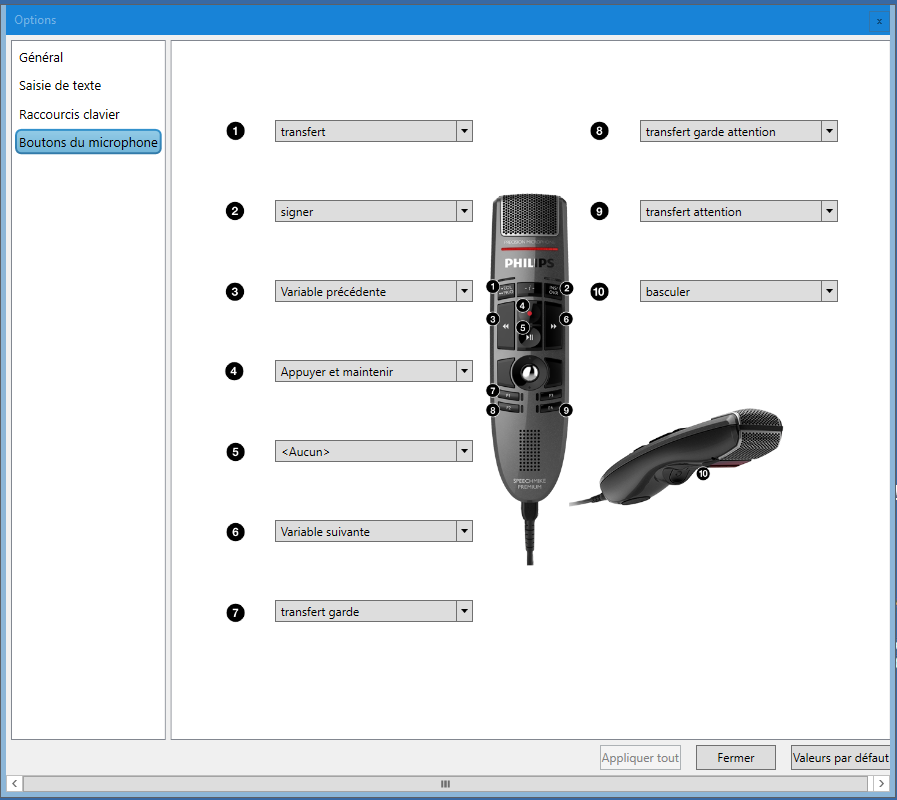 Options
x
Général
Saisie de texte
Raccourcis clavier
Boutons du microphone
1 transfert
2 signer
3 Variable précédente
4 Appuyer et maintenir
5 <Aucun>
6 Variable suivante
7 transfert garde
8 transfert garde attention
9 transfert attention
10 basculer
PHILIPS
1
2
4
3
6
5
7
8
9
SPEECHMIKE
PREMIUM
10
Appliquer tout
Fermer
Valeurs par défaut